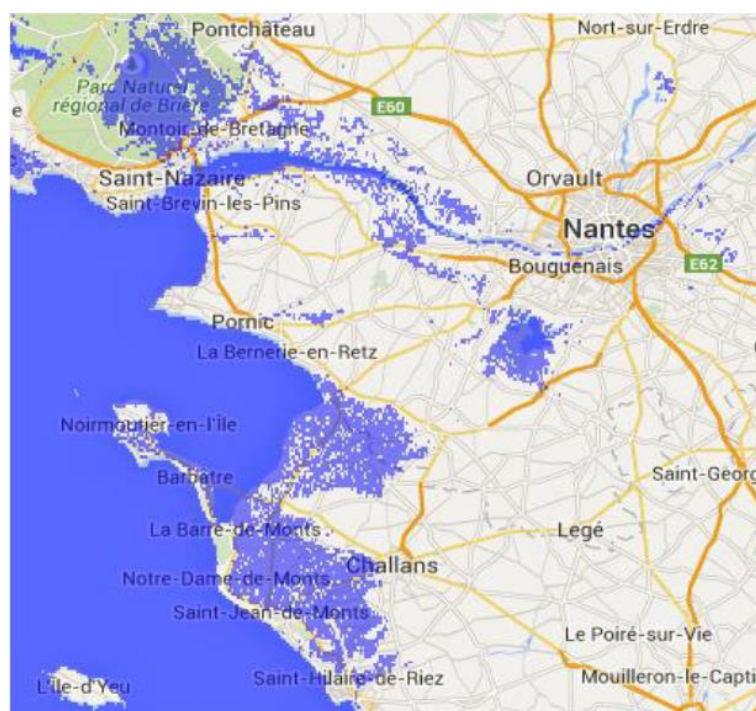 Pontchâteau
Nort-sur-Erdre
Parc Naturel
régional de Brière
E60
e
Montoir-de-Bretagne
Saint-Nazaire
Orvault
Saint-Brevin-les-Pins
Nantes
Bouguenais
E62
Pornic
La Bernerie-en-Retz
Noirmoutier-en-l'Île
Barbâtre
Saint-Georg
La Barre-de-Monts
Legé
Challans
Notre-Dame-de-Monts
Saint-Jean-de-Monts
Le Poiré-sur-Vie
L'Île-d'Yeu
Saint-Hilaire-de-Riez
Mouilleron-le-Capti